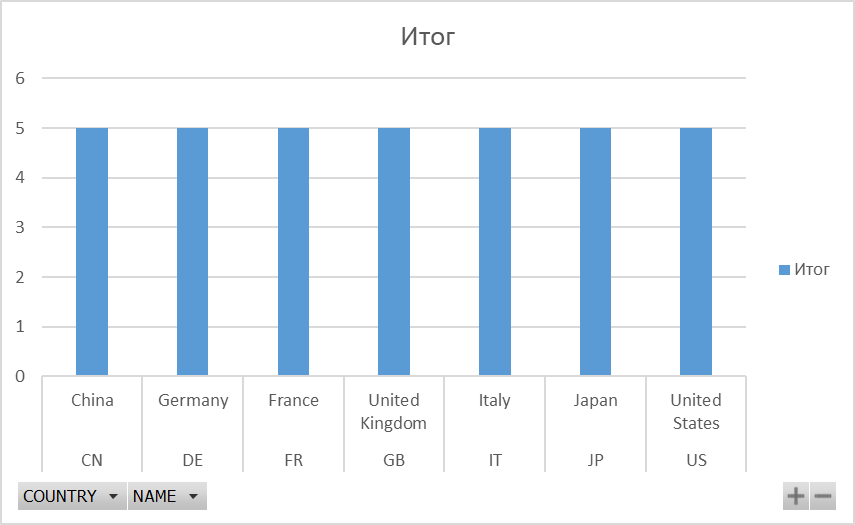 Итог
6
5
4
3
2
1
0
China Germany France United Kingdom Italy Japan United States
CN DE FR GB IT JP US
Итог
COUNTRY NAME